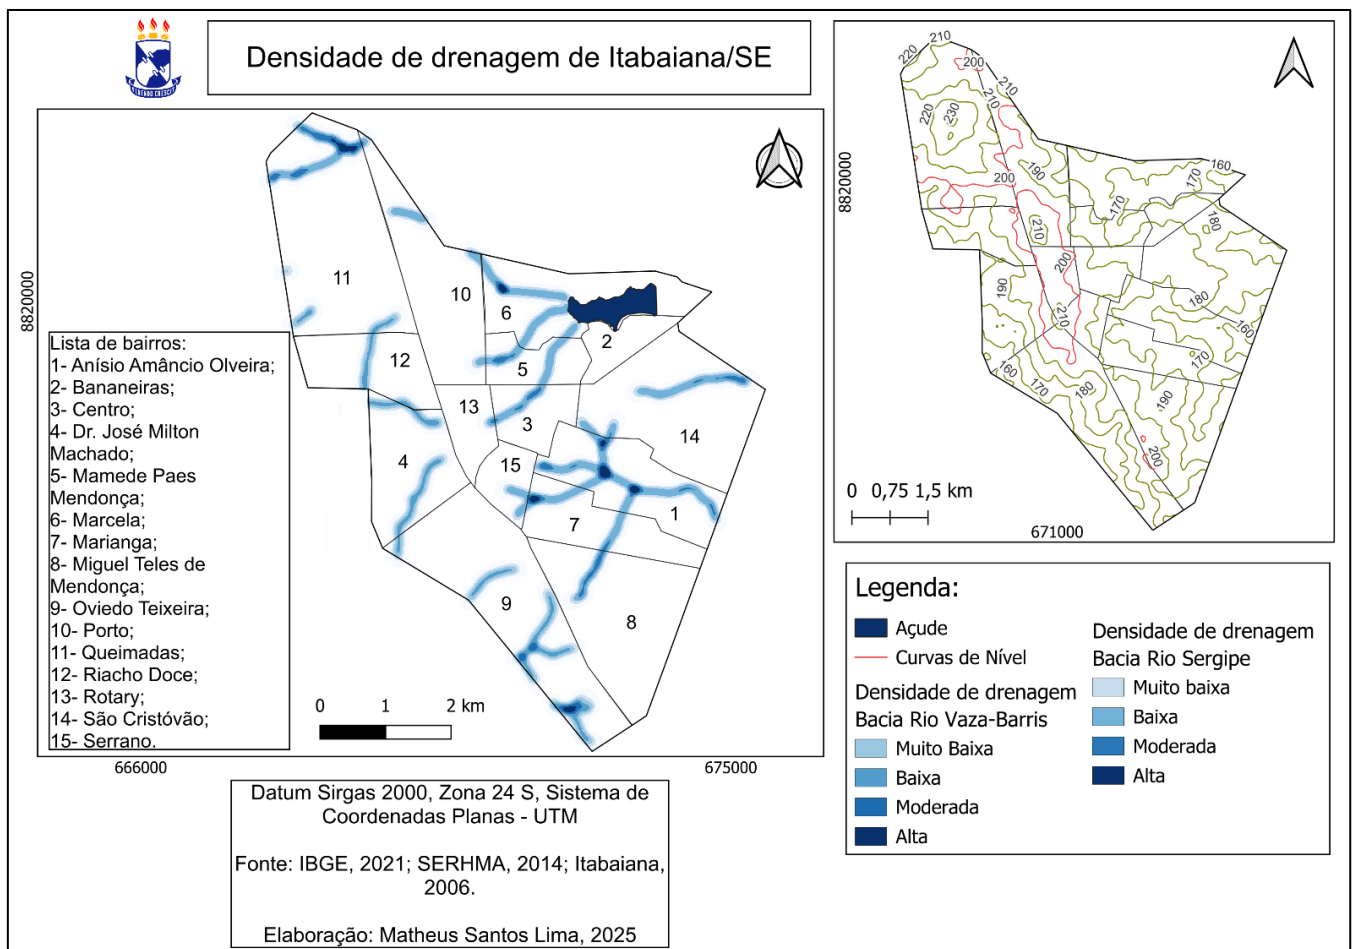 Densidade de drenagem de Itabaiana/SE
8820000
11
10
6
2
5
12
13
3
14
4
15
1
7
9
8
Lista de bairros:
1- Anísio Amâncio Olveira;
2- Bananeiras;
3- Centro;
4- Dr. José Milton
Machado;
5- Mamede Paes
Mendonça;
6- Marcela;
7- Marianga;
8- Miguel Teles de
Mendonça;
9- Oviedo Teixeira;
10- Porto;
11- Queimadas;
12- Riacho Doce;
13- Rotary;
14- São Cristóvão;
15- Serrano.
0 1 2 km
666000
675000
Datum Sirgas 2000, Zona 24 S, Sistema de
Coordenadas Planas - UTM
Fonte: IBGE, 2021; SERHMA, 2014; Itabaiana,
2006.
Elaboração: Matheus Santos Lima, 2025
8820000
210
220
200
210
210
220
230
190
200
160
170
170
180
210
200
190
180
210
160
170
160
170
180
190
200
0 0,75 1,5 km
671000
Legenda:
Açude
Curvas de Nível
Densidade de drenagem
Bacia Rio Vaza-Barris
Muito Baixa
Baixa
Moderada
Alta
Densidade de drenagem
Bacia Rio Sergipe
Muito baixa
Baixa
Moderada
Alta